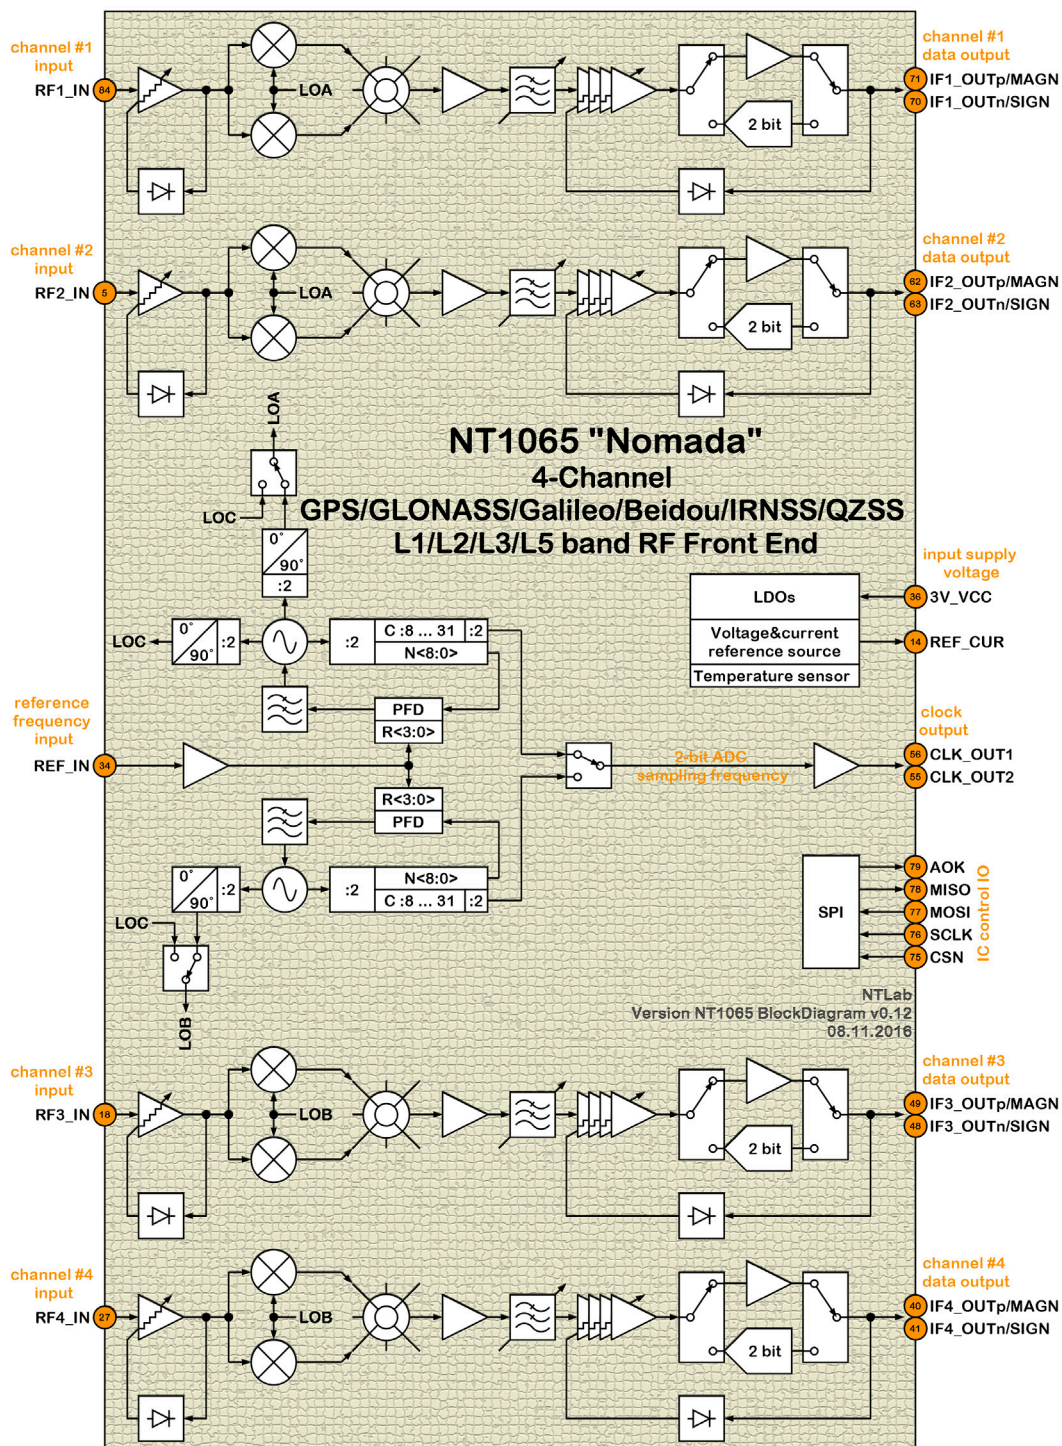 channel #1
input
RF1_IN
84
LOA
2 bit
channel #1
data output
71 IF1_OUTp/MAGN
70 IF1_OUTn/SIGN
channel #2
input
RF2_IN
5
LOA
2 bit
channel #2
data output
62 IF2_OUTp/MAGN
63 IF2_OUTn/SIGN
LOA
NT1065 "Nomada"
4-Channel
GPS/GLONASS/Galileo/Beidou/IRNSS/QZSS
L1/L2/L3/L5 band RF Front End
LOC
0°
90°
:2
input supply
voltage
36 3V_VCC
14 REF_CUR
LDOs
Voltage&current
reference source
Temperature sensor
LOC
0°
90°
:2
:2
C :8 ... 31 :2
N<8:0>
PFD
R<3:0>
reference
frequency
input
REF_IN
34
2-bit ADC
sampling frequency
clock
output
56 CLK_OUT1
55 CLK_OUT2
R<3:0>
PFD
0°
90°
:2
:2
N<8:0>
C :8 ... 31 :2
LOC
LOB
SPI
79 AOK
78 MISO
77 MOSI
76 SCLK
75 CSN
IC control IO
NTLab
Version NT1065 BlockDiagram v0.12
08.11.2016
channel #3
input
RF3_IN
18
LOB
2 bit
channel #3
data output
49 IF3_OUTp/MAGN
48 IF3_OUTn/SIGN
channel #4
input
RF4_IN
27
LOB
2 bit
channel #4
data output
40 IF4_OUTp/MAGN
41 IF4_OUTn/SIGN